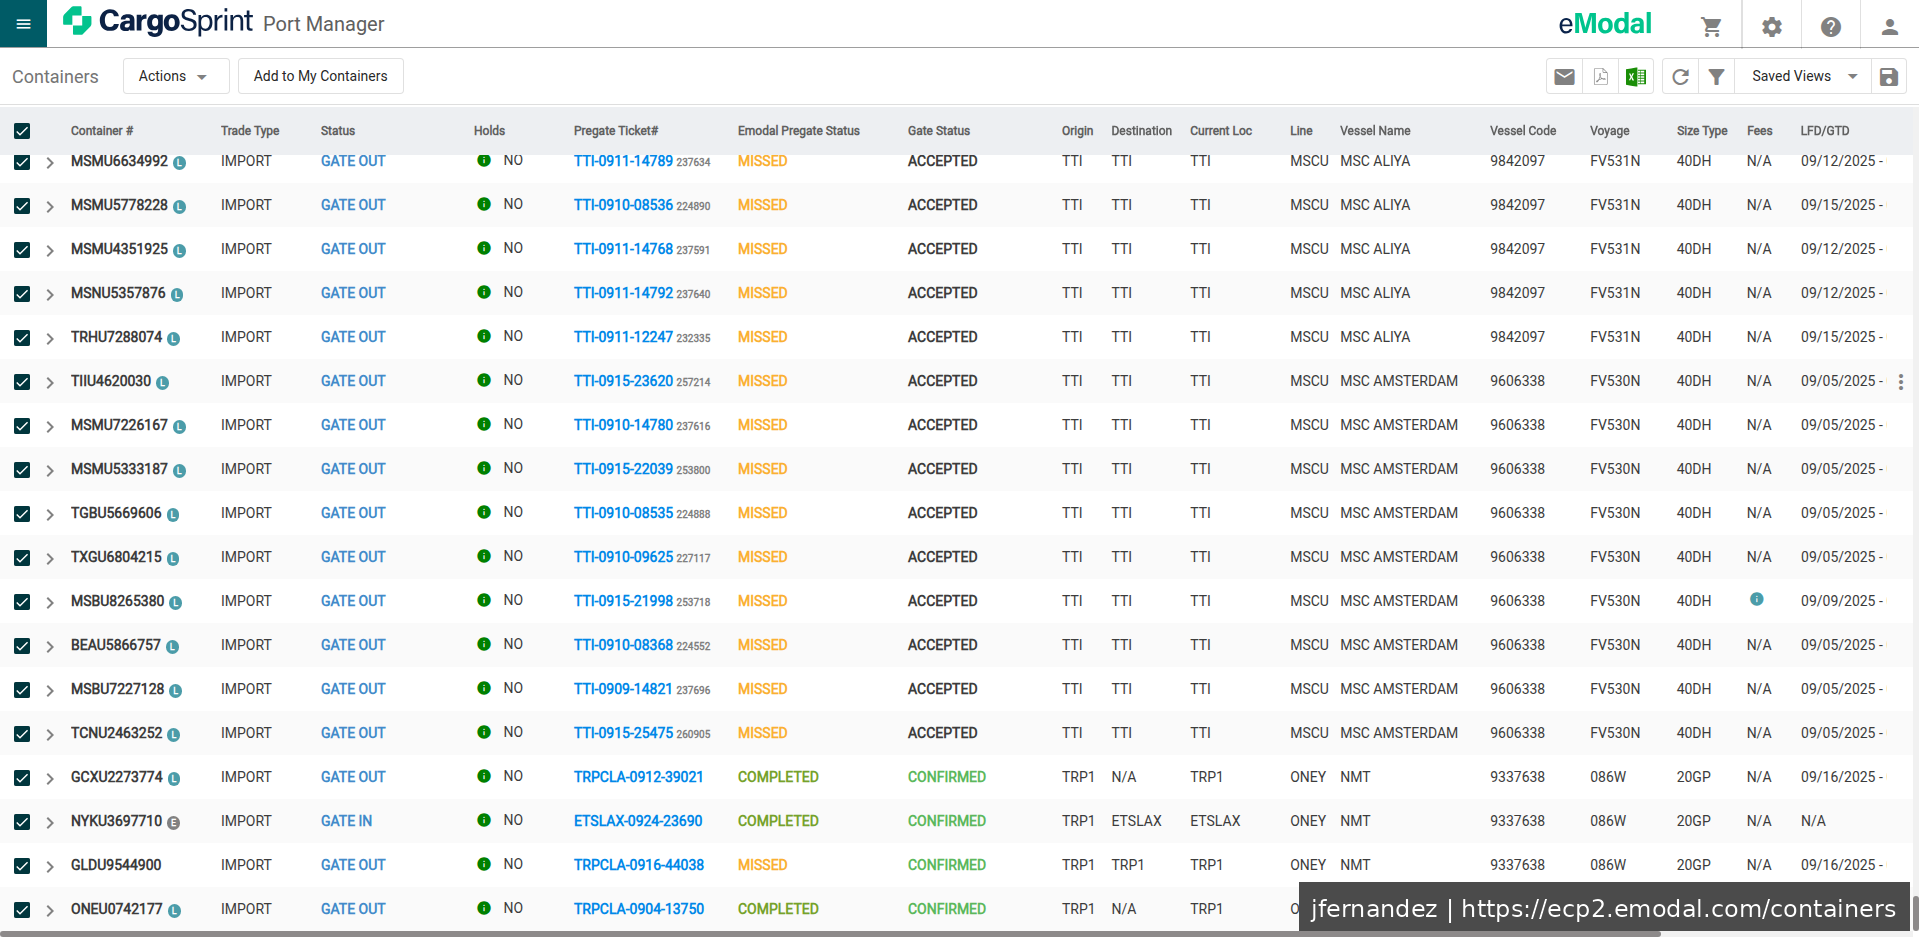 CargoSprint Port Manager eModal
Containers Actions Add to My Containers Saved Views
Container # Trade Type Status Holds Pregate Ticket# Emodal Pregate Status Gate Status Origin Destination Current Loc Line Vessel Name Vessel Code Voyage Size Type Fees LFD/GTD
MSMU6634992 L IMPORT GATE OUT NO TTI-0911-14789 237634 MISSED ACCEPTED TTI TTI TTI MSCU MSC ALIYA 9842097 FV531N 40DH N/A 09/12/2025 -
MSMU5778228 L IMPORT GATE OUT NO TTI-0910-08536 224890 MISSED ACCEPTED TTI TTI TTI MSCU MSC ALIYA 9842097 FV531N 40DH N/A 09/15/2025 -
MSMU4351925 L IMPORT GATE OUT NO TTI-0911-14768 237591 MISSED ACCEPTED TTI TTI TTI MSCU MSC ALIYA 9842097 FV531N 40DH N/A 09/12/2025 -
MSNU5357876 L IMPORT GATE OUT NO TTI-0911-14792 237640 MISSED ACCEPTED TTI TTI TTI MSCU MSC ALIYA 9842097 FV531N 40DH N/A 09/12/2025 -
TRHU7288074 L IMPORT GATE OUT NO TTI-0911-12247 232335 MISSED ACCEPTED TTI TTI TTI MSCU MSC ALIYA 9842097 FV531N 40DH N/A 09/15/2025 -
TIIU4620030 L IMPORT GATE OUT NO TTI-0915-23620 257214 MISSED ACCEPTED TTI TTI TTI MSCU MSC AMSTERDAM 9606338 FV530N 40DH N/A 09/05/2025 -
MSMU7226167 L IMPORT GATE OUT NO TTI-0910-14780 237616 MISSED ACCEPTED TTI TTI TTI MSCU MSC AMSTERDAM 9606338 FV530N 40DH N/A 09/05/2025 -
MSMU5333187 L IMPORT GATE OUT NO TTI-0915-22039 253800 MISSED ACCEPTED TTI TTI TTI MSCU MSC AMSTERDAM 9606338 FV530N 40DH N/A 09/05/2025 -
TGBU5669606 L IMPORT GATE OUT NO TTI-0910-08535 224888 MISSED ACCEPTED TTI TTI TTI MSCU MSC AMSTERDAM 9606338 FV530N 40DH N/A 09/05/2025 -
TXGU6804215 L IMPORT GATE OUT NO TTI-0910-09625 227117 MISSED ACCEPTED TTI TTI TTI MSCU MSC AMSTERDAM 9606338 FV530N 40DH N/A 09/05/2025 -
MSBU8265380 L IMPORT GATE OUT NO TTI-0915-21998 253718 MISSED ACCEPTED TTI TTI TTI MSCU MSC AMSTERDAM 9606338 FV530N 40DH 09/09/2025 -
BEAU5866757 L IMPORT GATE OUT NO TTI-0910-08368 224552 MISSED ACCEPTED TTI TTI TTI MSCU MSC AMSTERDAM 9606338 FV530N 40DH N/A 09/05/2025 -
MSBU7227128 L IMPORT GATE OUT NO TTI-0909-14821 237696 MISSED ACCEPTED TTI TTI TTI MSCU MSC AMSTERDAM 9606338 FV530N 40DH N/A 09/05/2025 -
TCNU2463252 L IMPORT GATE OUT NO TTI-0915-25475 260905 MISSED ACCEPTED TTI TTI TTI MSCU MSC AMSTERDAM 9606338 FV530N 40DH N/A 09/05/2025 -
GCXU2273774 L IMPORT GATE OUT NO TRPCLA-0912-39021 COMPLETED CONFIRMED TRP1 N/A TRP1 ONEY NMT 9337638 086W 20GP N/A 09/16/2025 -
NYKU3697710 E IMPORT GATE IN NO ETSLAX-0924-23690 COMPLETED CONFIRMED TRP1 ETSLAX ETSLAX ONEY NMT 9337638 086W 20GP N/A N/A
GLDU9544900 IMPORT GATE OUT NO TRPCLA-0916-44038 MISSED CONFIRMED TRP1 TRP1 TRP1 ONEY NMT 9337638 086W 20GP N/A 09/16/2025 -
ONEU0742177 L IMPORT GATE OUT NO TRPCLA-0904-13750 COMPLETED CONFIRMED TRP1 N/A TRP1
jfernandez | https://ecp2.emodal.com/containers